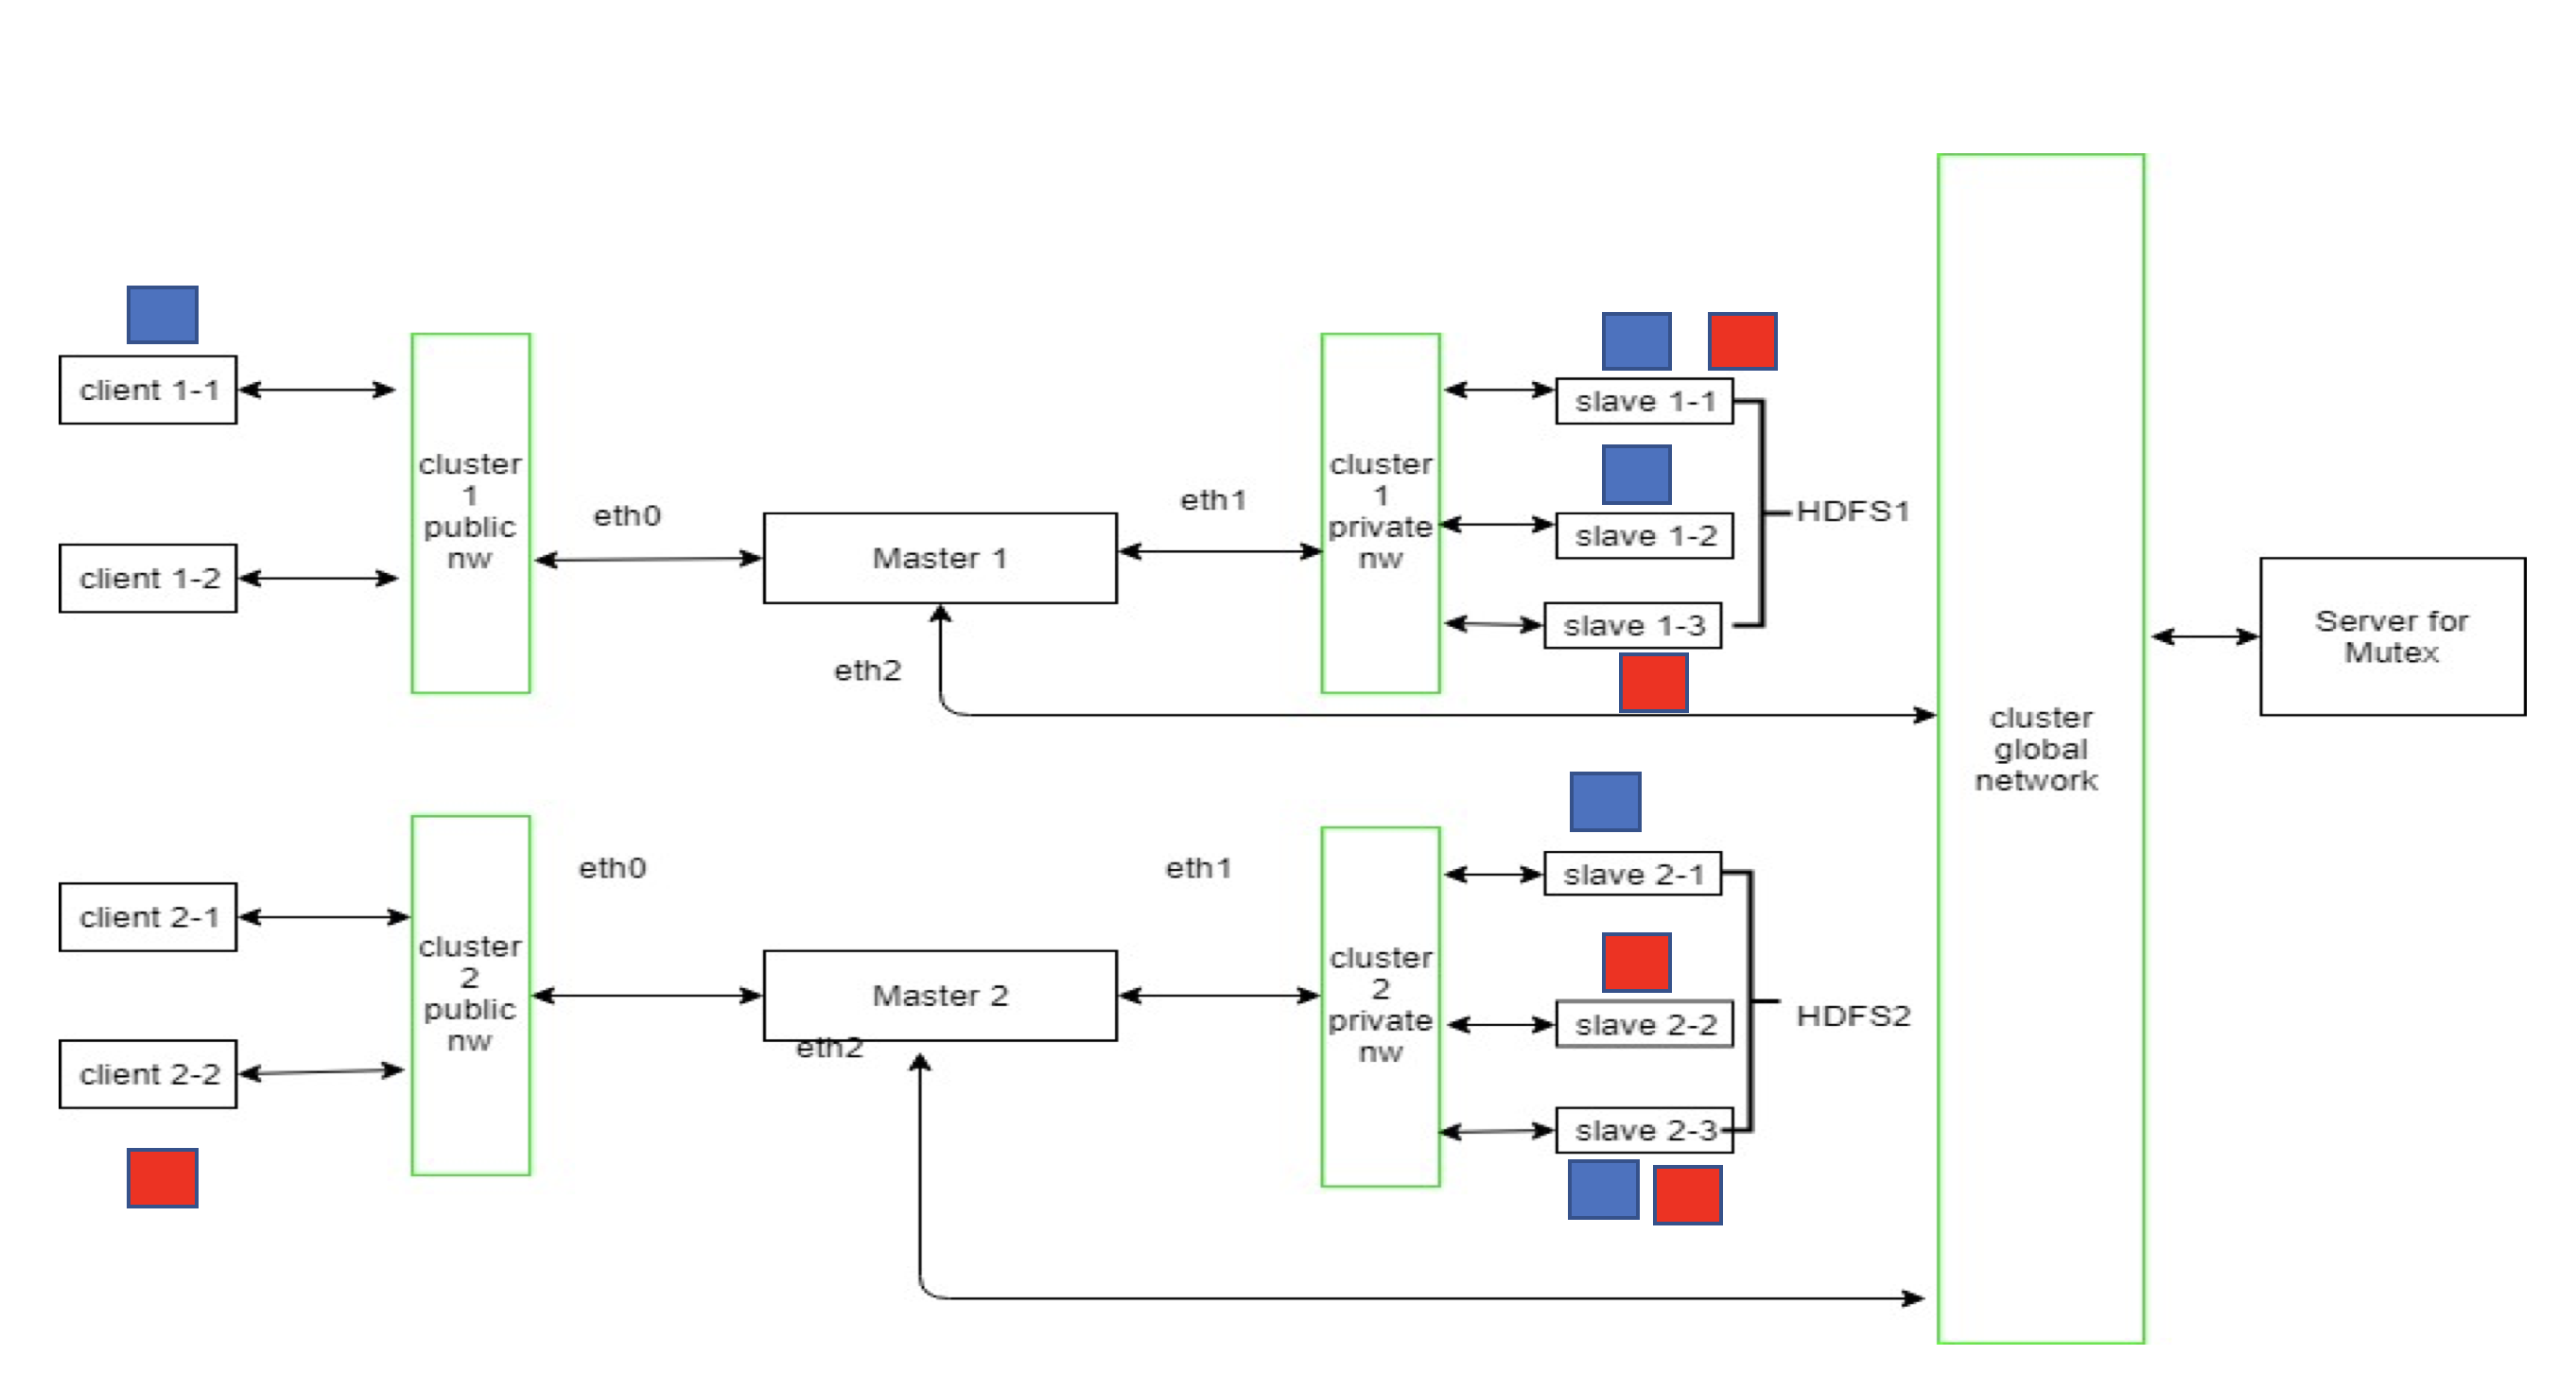 client 1-1
client 1-2
cluster
1
public
nw
eth0
Master 1
eth1
eth2
cluster
1
private
nw
slave 1-1
slave 1-2
slave 1-3
HDFS1
client 2-1
client 2-2
cluster
2
public
nw
eth0
Master 2
eth1
eth2
cluster
2
private
nw
slave 2-1
slave 2-2
slave 2-3
HDFS2
cluster
global
network
Server for
Mutex